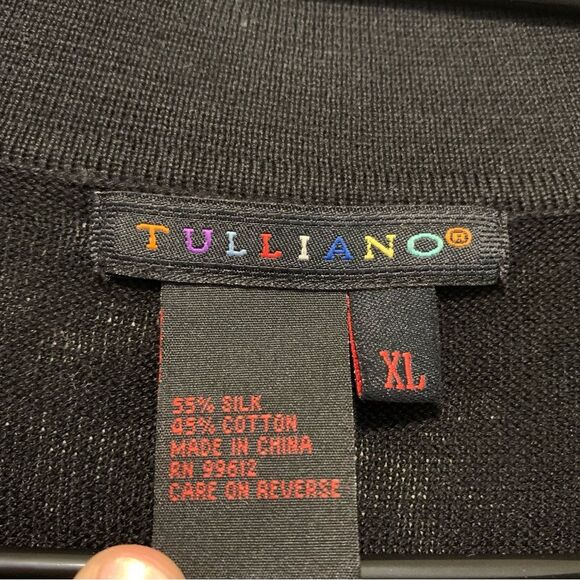 TULLIANO®
XL
55% SILK
45% COTTON
MADE IN CHINA
RN 99612
CARE ON REVERSE